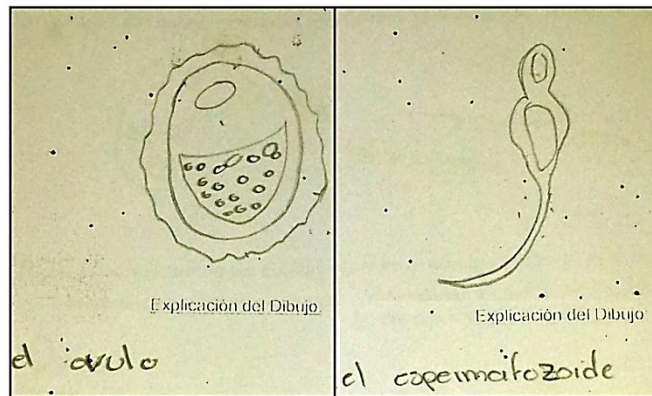 Explicación del Dibujo.
el ovulo
Explicación del Dibujo
el espermatozoide